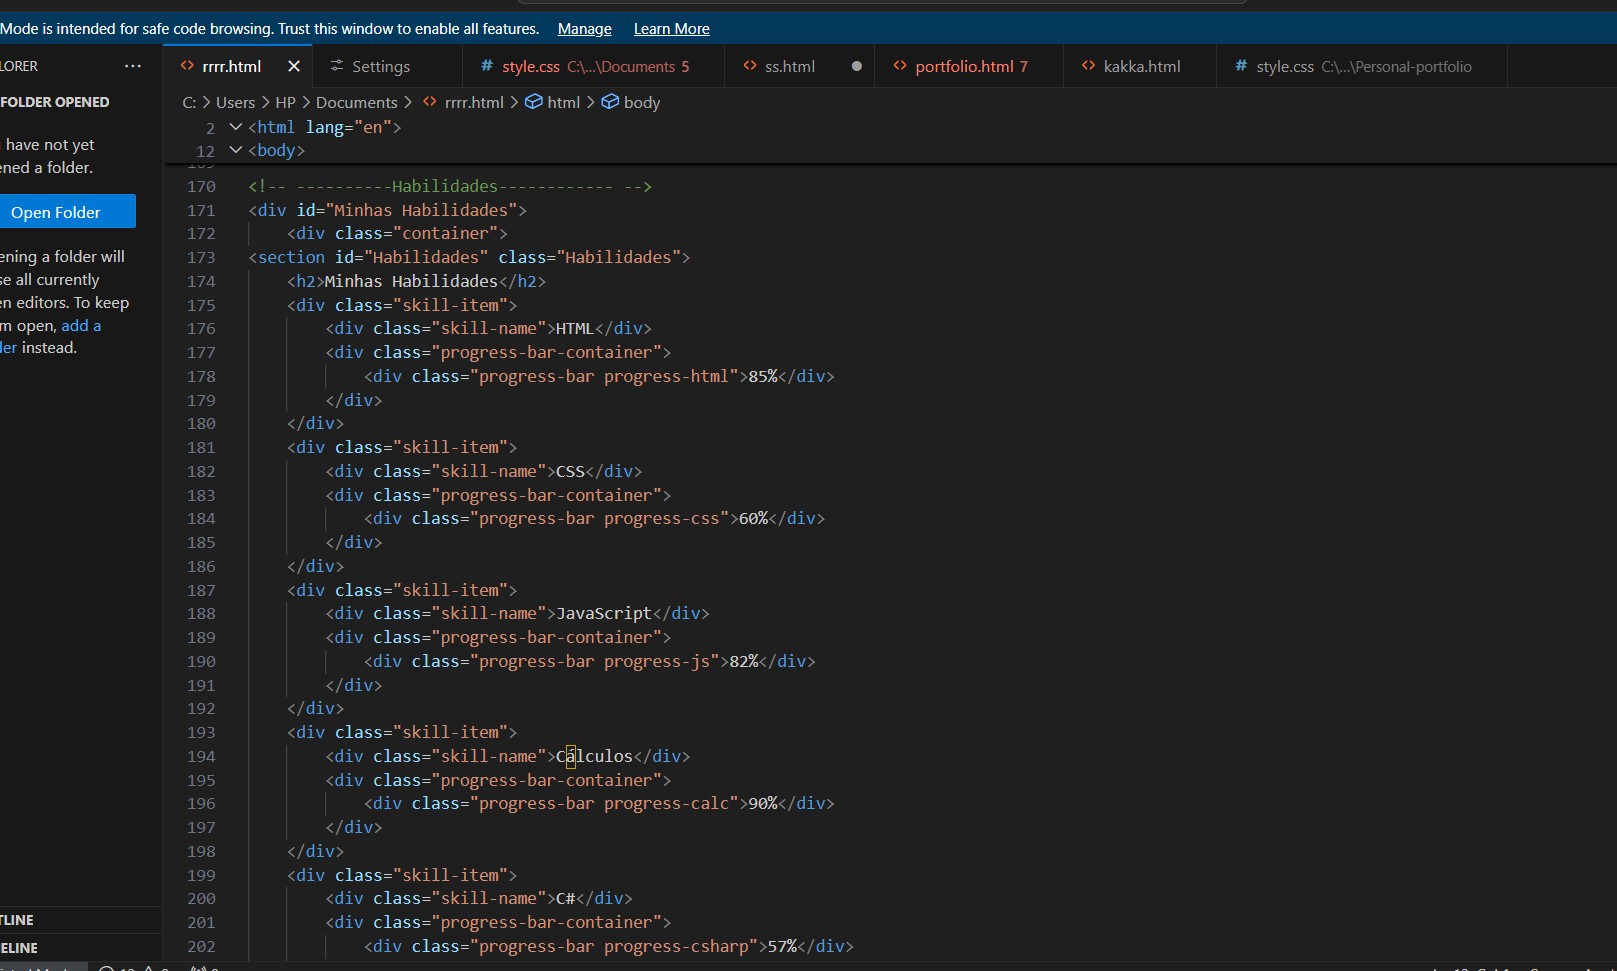 Mode is intended for safe code browsing. Trust this window to enable all features. Manage Learn More
LORER ···
rrrr.html Settings style.css C:\...\Documents 5 ss.html portfolio.html 7 kakka.html style.css C:\...\Personal-portfolio
FOLDER OPENED
have not yet
ened a folder.
Open Folder
ening a folder will
se all currently
en editors. To keep
m open, add a
der instead.
TLINE
ELINE
C: > Users > HP > Documents > rrrr.html > html > body
2 <html lang="en">
12 <body>
170 <!-- ----------Habilidades------------ -->
171 <div id="Minhas Habilidades">
172 <div class="container">
173 <section id="Habilidades" class="Habilidades">
174 <h2>Minhas Habilidades</h2>
175 <div class="skill-item">
176 <div class="skill-name">HTML</div>
177 <div class="progress-bar-container">
178 <div class="progress-bar progress-html">85%</div>
179 </div>
180 </div>
181 <div class="skill-item">
182 <div class="skill-name">CSS</div>
183 <div class="progress-bar-container">
184 <div class="progress-bar progress-css">60%</div>
185 </div>
186 </div>
187 <div class="skill-item">
188 <div class="skill-name">JavaScript</div>
189 <div class="progress-bar-container">
190 <div class="progress-bar progress-js">82%</div>
191 </div>
192 </div>
193 <div class="skill-item">
194 <div class="skill-name">Cálculos</div>
195 <div class="progress-bar-container">
196 <div class="progress-bar progress-calc">90%</div>
197 </div>
198 </div>
199 <div class="skill-item">
200 <div class="skill-name">C#</div>
201 <div class="progress-bar-container">
202 <div class="progress-bar progress-csharp">57%</div>